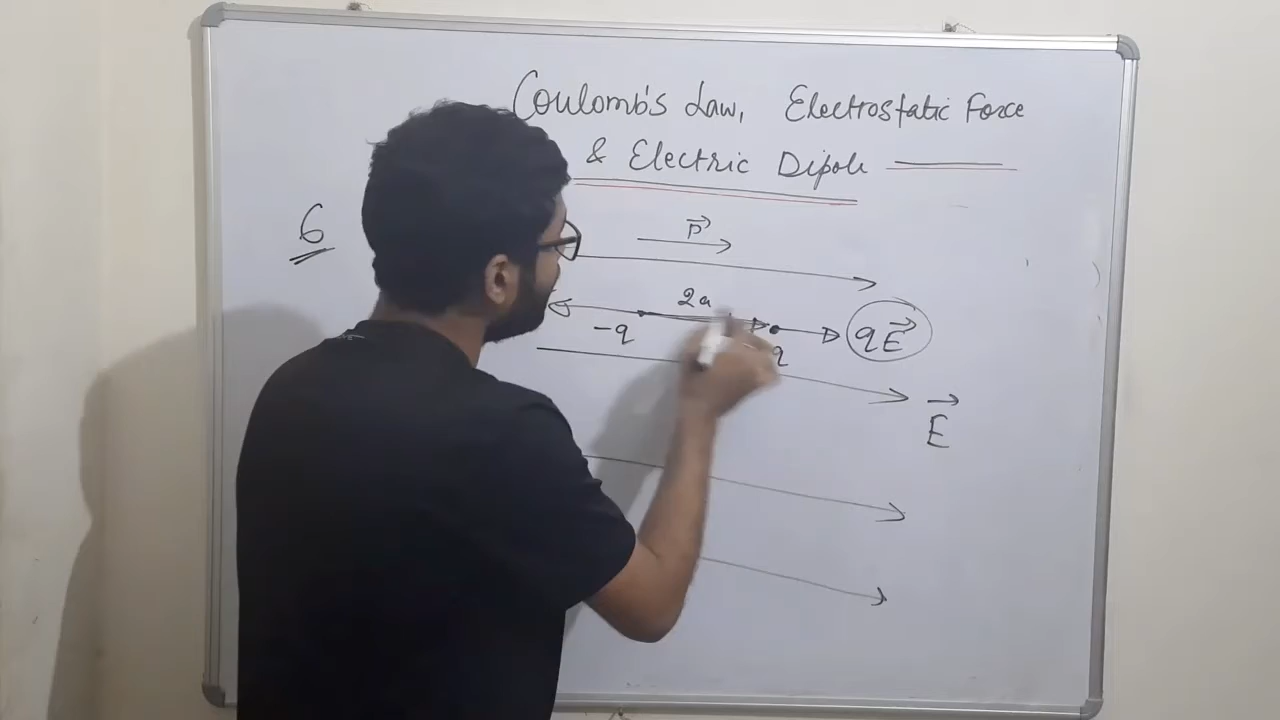 Coulomb's Law, Electrostatic Force
& Electric Dipole
6
P
2a
-q
q
qE
E